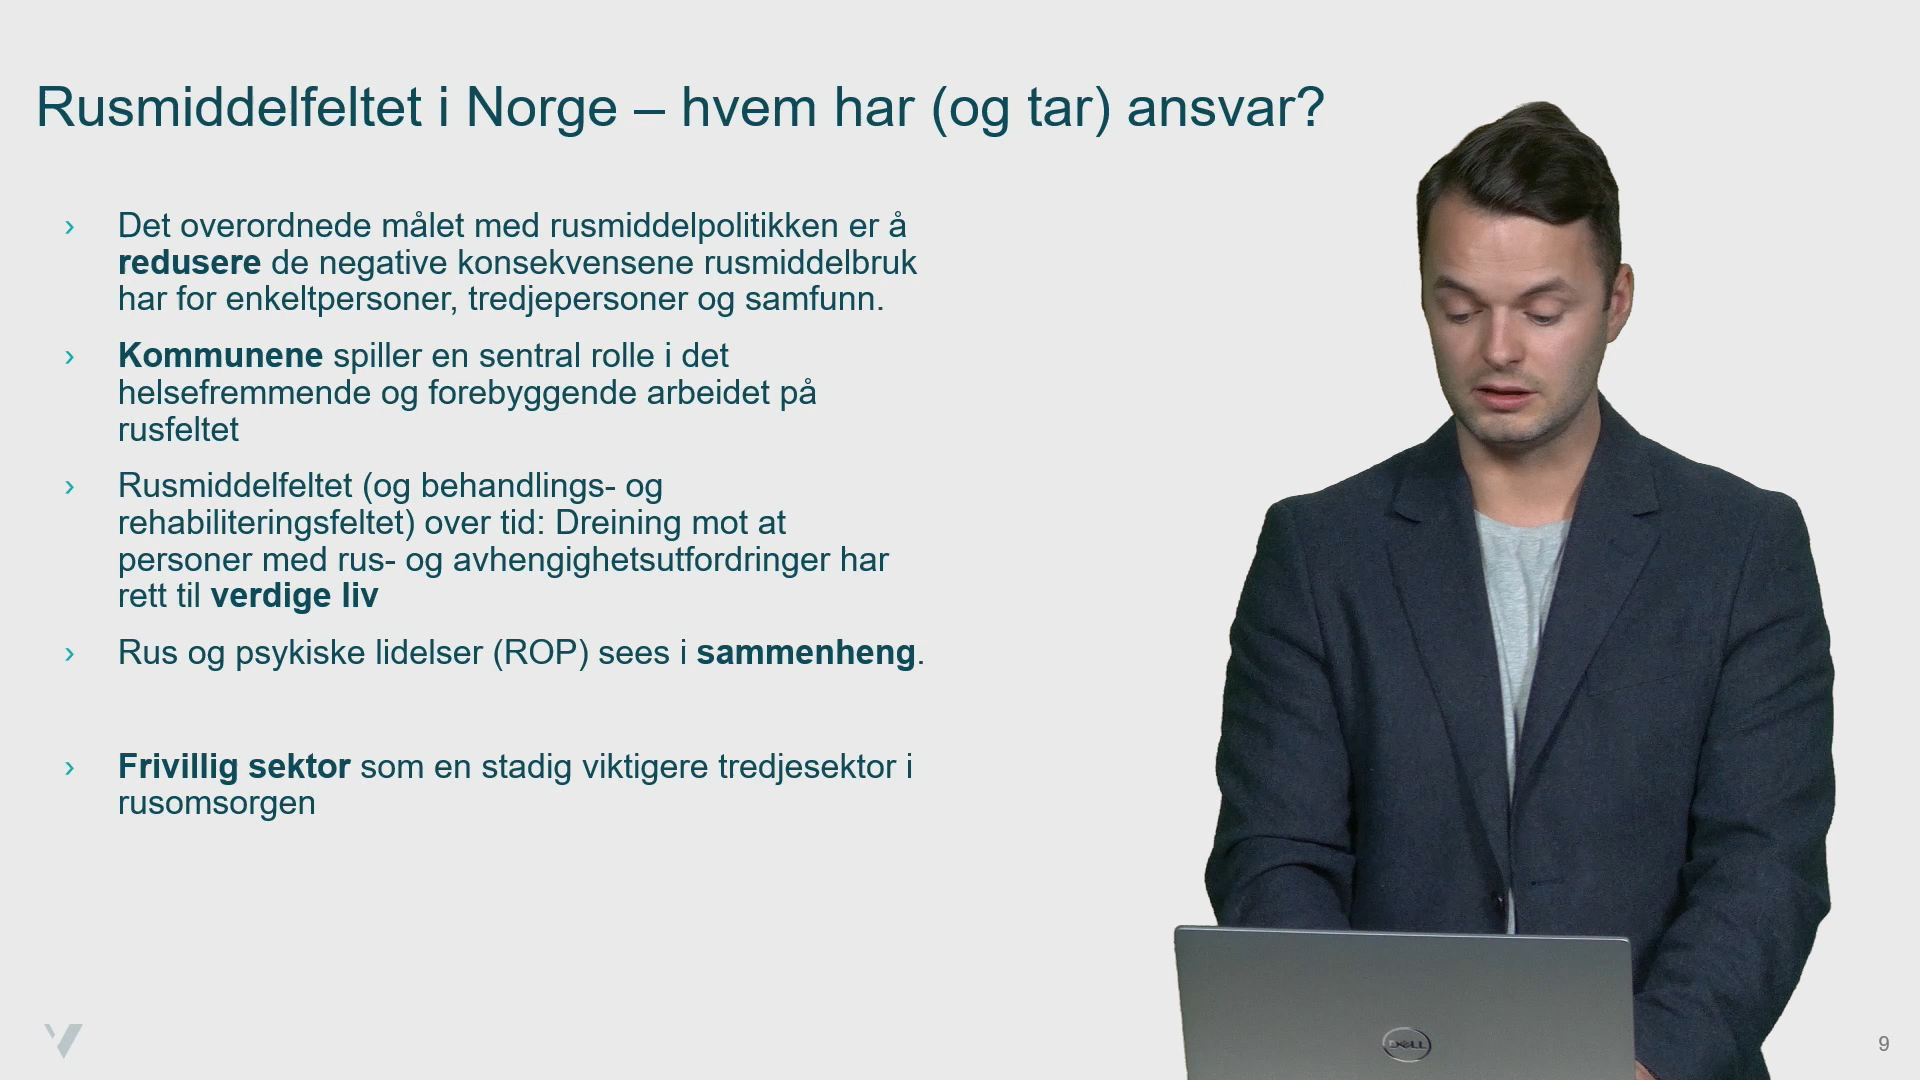 Rusmiddelfeltet i Norge – hvem har (og tar) ansvar?
› Det overordnede målet med rusmiddelpolitikken er å
redusere de negative konsekvensene rusmiddelbruk
har for enkeltpersoner, tredjepersoner og samfunn.
› Kommunene spiller en sentral rolle i det
helsefremmende og forebyggende arbeidet på
rusfeltet
› Rusmiddelfeltet (og behandlings- og
rehabiliteringsfeltet) over tid: Dreining mot at
personer med rus- og avhengighetsutfordringer har
rett til verdige liv
› Rus og psykiske lidelser (ROP) sees i sammenheng.
› Frivillig sektor som en stadig viktigere tredjesektor i
rusomsorgen
DELL
9